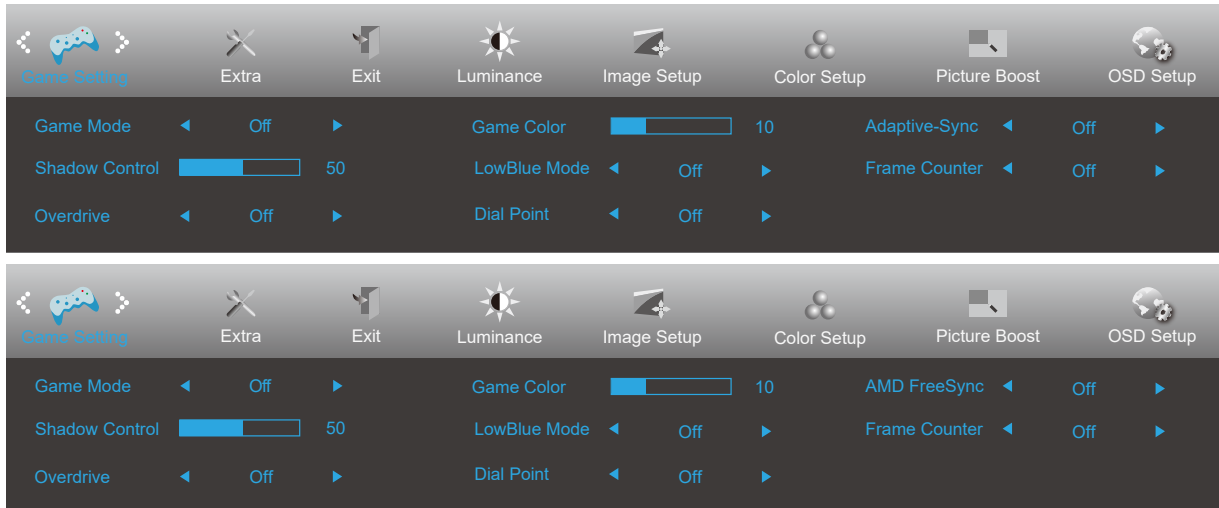 Game Setting Extra Exit Luminance Image Setup Color Setup Picture Boost OSD Setup
Game Mode Off Game Color 10 Adaptive-Sync Off
Shadow Control 50 LowBlue Mode Off Frame Counter Off
Overdrive Off Dial Point Off
Game Setting Extra Exit Luminance Image Setup Color Setup Picture Boost OSD Setup
Game Mode Off Game Color 10 AMD FreeSync Off
Shadow Control 50 LowBlue Mode Off Frame Counter Off
Overdrive Off Dial Point Off